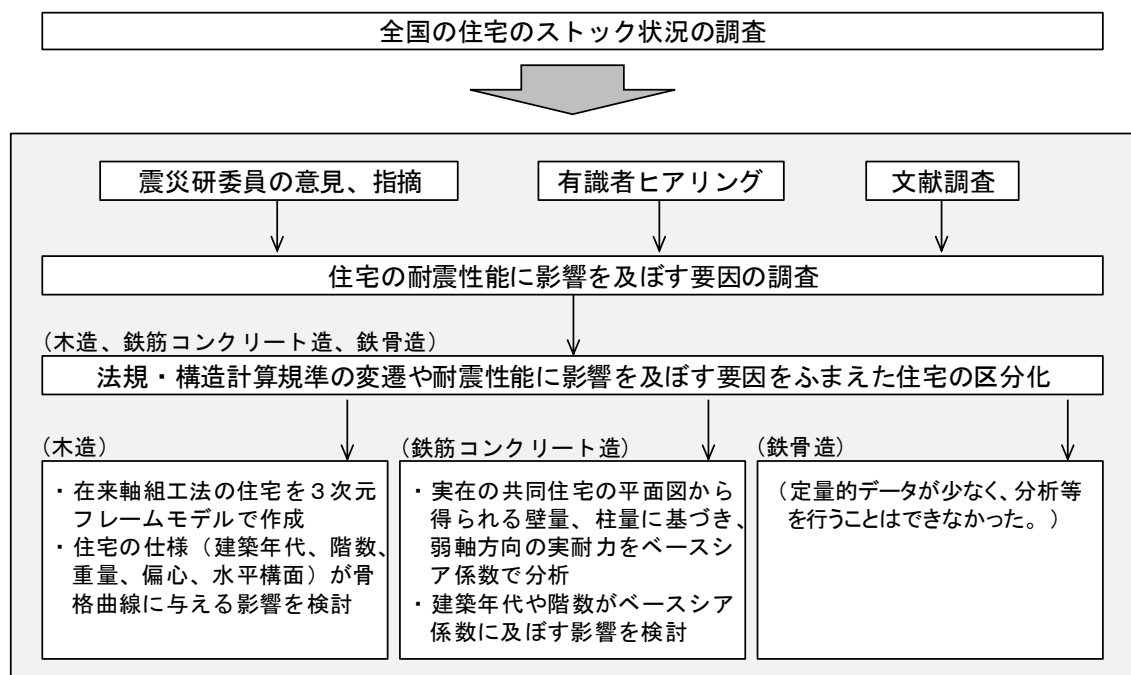 全国の住宅のストック状況の調査
震災研委員の意見、指摘
有識者ヒアリング
文献調査
住宅の耐震性能に影響を及ぼす要因の調査
(木造、鉄筋コンクリート造、鉄骨造)
法規・構造計算規準の変遷や耐震性能に影響を及ぼす要因をふまえた住宅の区分化
(木造)
・在来軸組工法の住宅を3次元
フレームモデルで作成
・住宅の仕様(建築年代、階数、
重量、偏心、水平構面)が骨
格曲線に与える影響を検討
(鉄筋コンクリート造)
・実在の共同住宅の平面図から
得られる壁量、柱量に基づき、
弱軸方向の実耐力をベースシ
ア係数で分析
・建築年代や階数がベースシア
係数に及ぼす影響を検討
(鉄骨造)
(定量的データが少なく、分析等
を行うことはできなかった。)